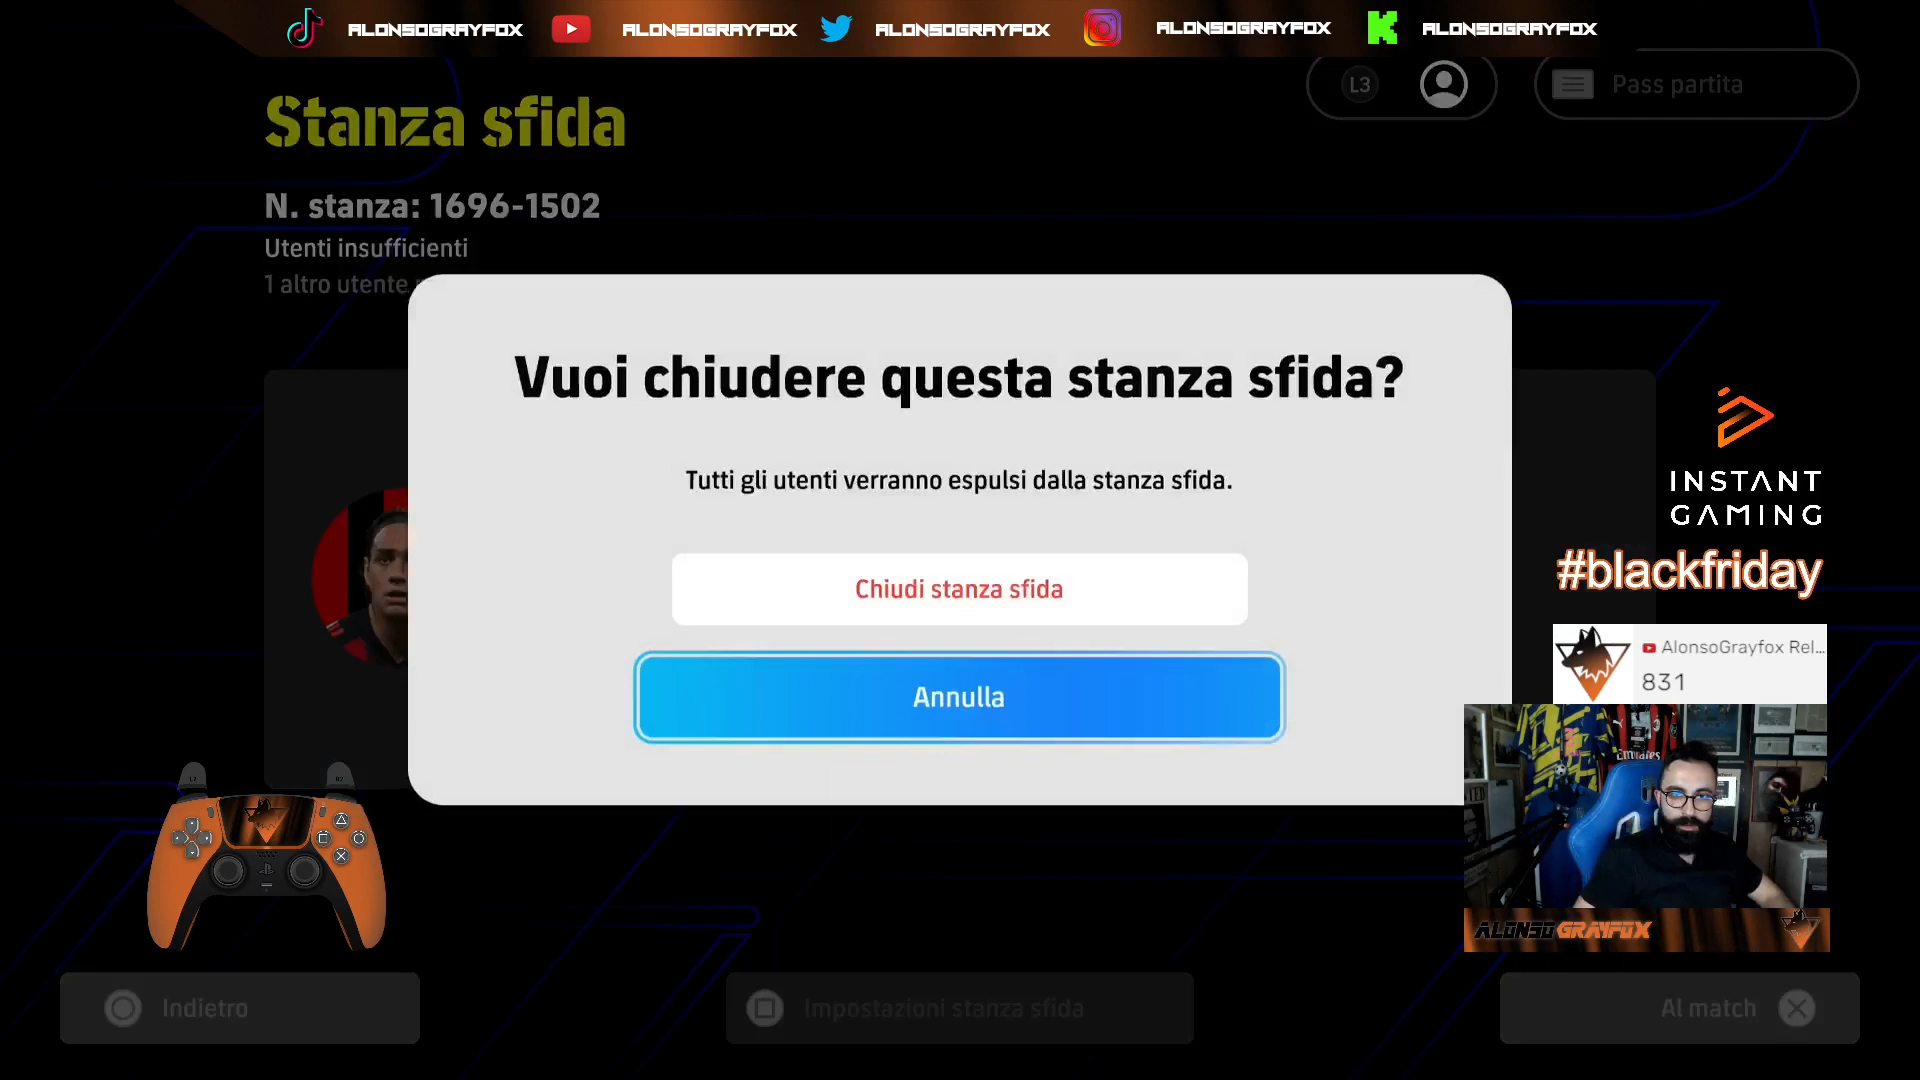 ALONSOGRAYFOX ALONSOGRAYFOX ALONSOGRAYFOX ALONSOGRAYFOX ALONSOGRAYFOX
L3 Pass partita
Stanza sfida
N. stanza: 1696-1502
Utenti insufficienti
1 altro utente
Vuoi chiudere questa stanza sfida?
Tutti gli utenti verranno espulsi dalla stanza sfida.
Chiudi stanza sfida
Annulla
INSTANT
GAMING
#blackfriday
AlonsoGrayfox Rel...
831
Emirates
ALONSO GRAYFOX
Indietro
Impostazioni stanza sfida
Al match